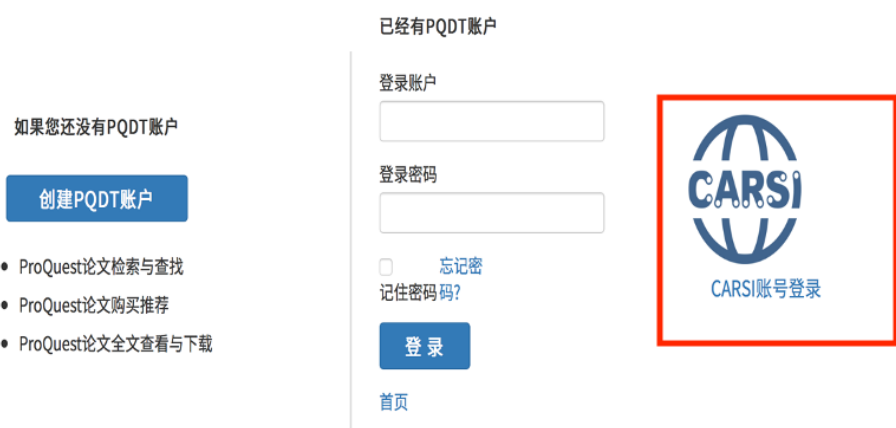 如果您还没有PQDT账户
创建PQDT账户
ProQuest论文检索与查找
ProQuest论文购买推荐
ProQuest论文全文查看与下载
已经有PQDT账户
登录账户
登录密码
忘记密
记住密码 码?
登 录
首页
CARSI
CARSI账号登录